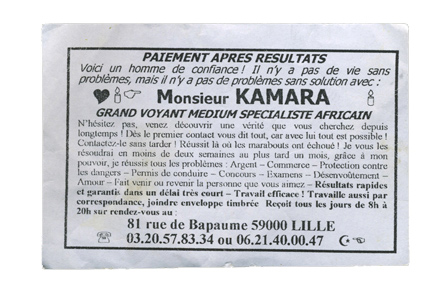 PAIEMENT APRES RESULTATS
Voici un homme de confiance! Il n'y a pas de vie sans
problèmes, mais il n'y a pas de problème sans solution avec :
Monsieur KAMARA
GRAND VOYANT MEDIUM SPECIALISTE AFRICAIN
N'hésitez pas, venez découvrir une vérité que vous cherchez depuis
longtemps ! Dès le premier contact vous dit tout, car avec lui tout est possible !
Contactez-le sans tarder ! Réussit là où les marabouts ont échoué ! Je vous les
résoudrai en moins de deux semaines au plus tard un mois, grâce à mon
pouvoir, je réussis tous les problèmes : Argent – Commerce – Protection contre
les dangers – Permis de conduire – Concours – Examens – Désenvoûtement –
Amour – Fait venir ou revenir la personne que vous aimez – Résultats rapides
et garantis dans un délai très court – Travail efficace ! Travaille aussi par
correspondance, joindre enveloppe timbrée Reçoit tous les jours de 8h à
20h sur rendez-vous au :
81 rue de Bapaume 59000 LILLE
03.20.57.83.34 ou 06.21.40.00.47